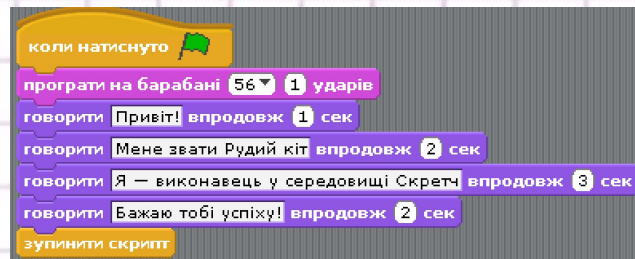 коли натиснуто
програти на барабані 56 1 ударів
говорити Привіт! впродовж 1 сек
говорити Мене звати Рудий кіт впродовж 2 сек
говорити Я — виконавець у середовищі Скретч впродовж 3 сек
говорити Бажаю тобі успіху! впродовж 2 сек
зупинити скрипт